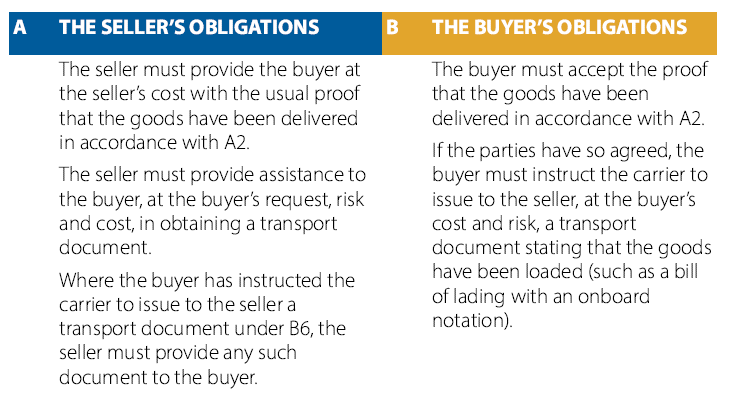 A THE SELLER’S OBLIGATIONS
The seller must provide the buyer at
the seller’s cost with the usual proof
that the goods have been delivered
in accordance with A2.
The seller must provide assistance to
the buyer, at the buyer’s request, risk
and cost, in obtaining a transport
document.
Where the buyer has instructed the
carrier to issue to the seller a
transport document under B6, the
seller must provide any such
document to the buyer.
B THE BUYER’S OBLIGATIONS
The buyer must accept the proof
that the goods have been
delivered in accordance with A2.
If the parties have so agreed, the
buyer must instruct the carrier to
issue to the seller, at the buyer’s
cost and risk, a transport
document stating that the goods
have been loaded (such as a bill
of lading with an onboard
notation).